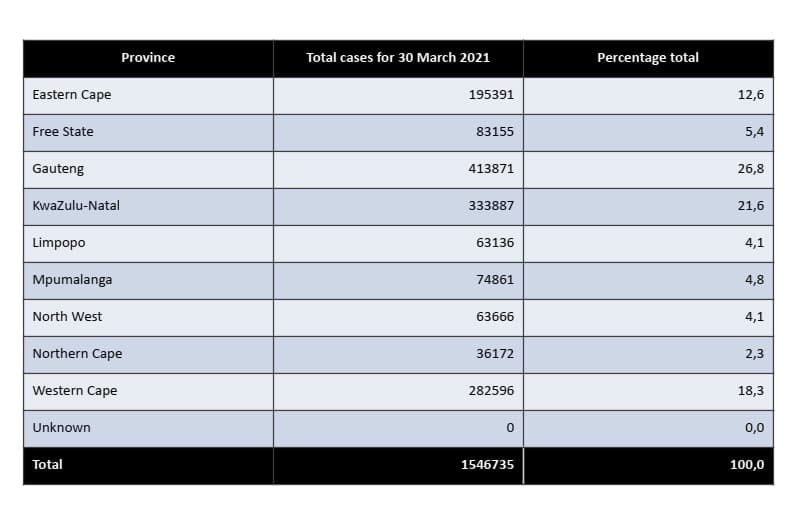 Province Total cases for 30 March 2021 Percentage total
Eastern Cape 195391 12,6
Free State 83155 5,4
Gauteng 413871 26,8
KwaZulu-Natal 333887 21,6
Limpopo 63136 4,1
Mpumalanga 74861 4,8
North West 63666 4,1
Northern Cape 36172 2,3
Western Cape 282596 18,3
Unknown 0 0,0
Total 1546735 100,0